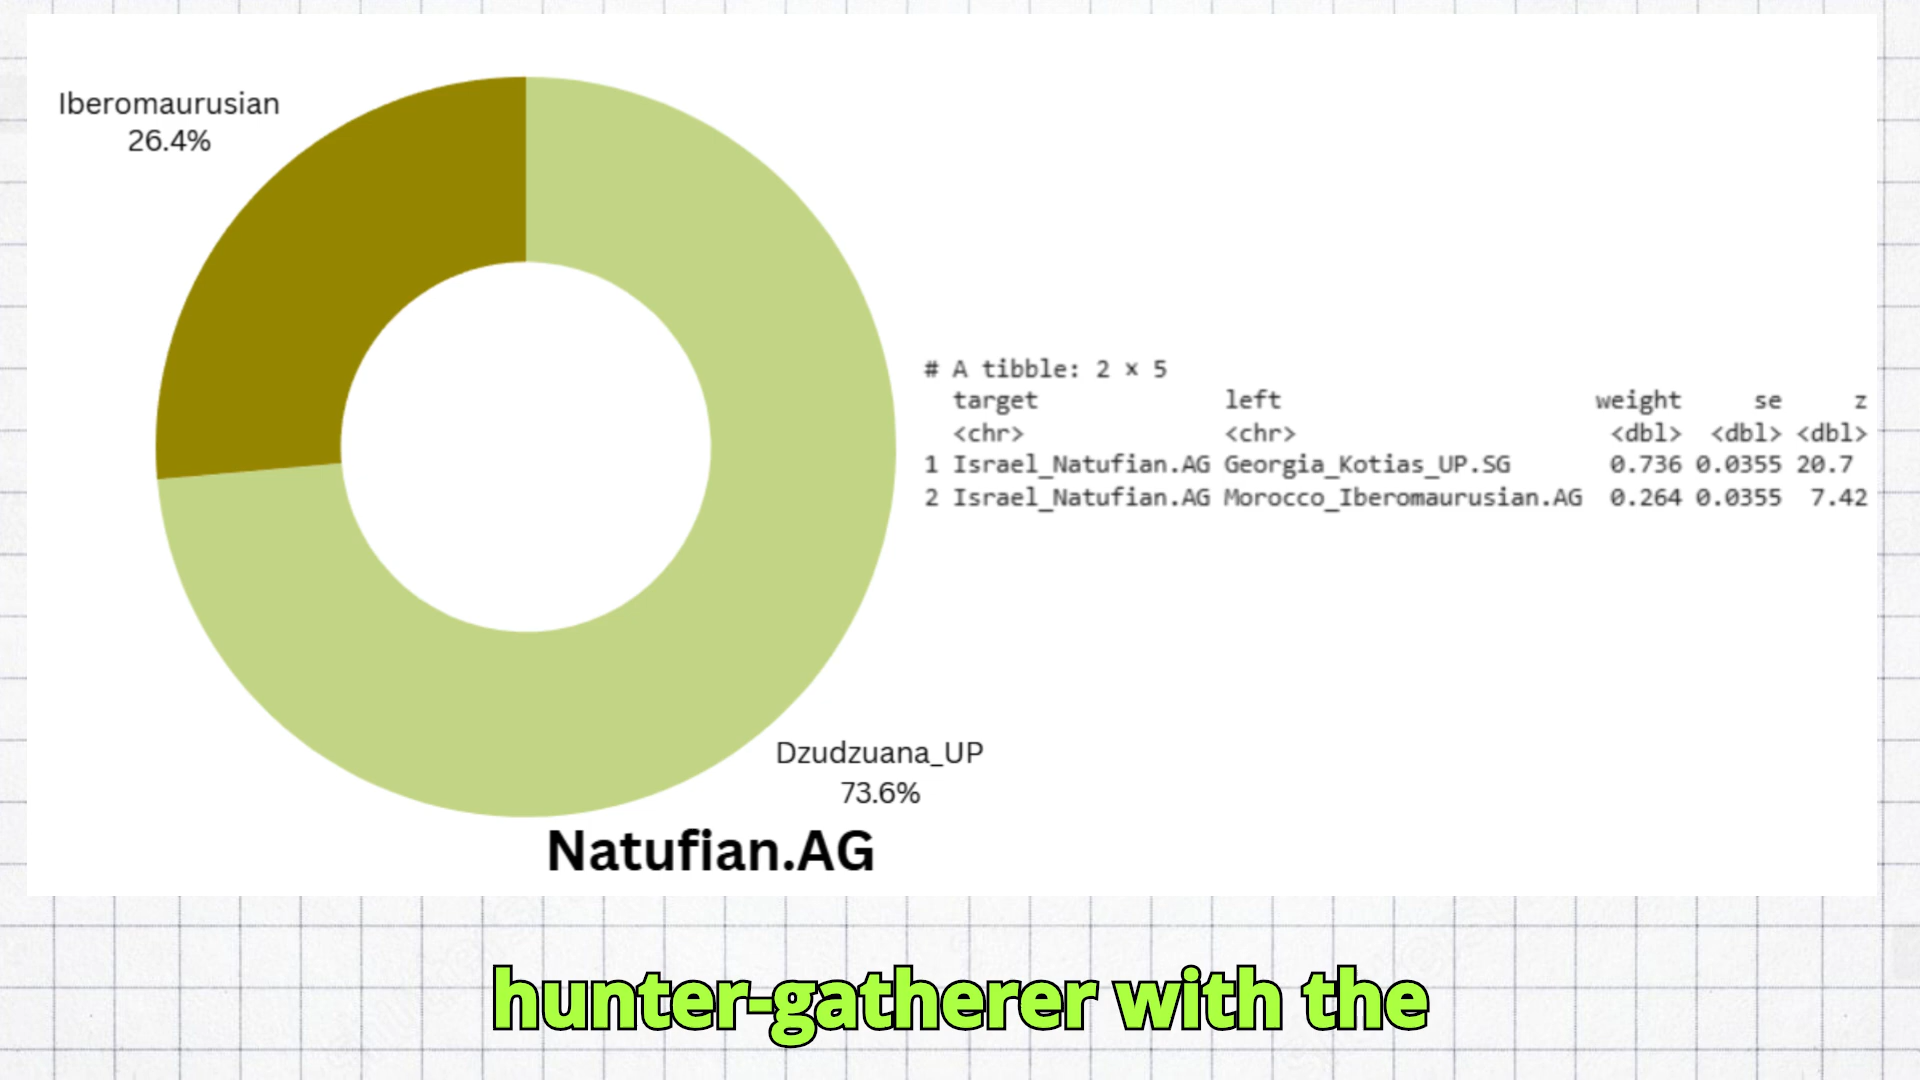 Iberomaurusian
26.4%
# A tibble: 2 × 5
target left weight se z
<chr> <chr> <dbl> <dbl> <dbl>
1 Israel_Natufian.AG Georgia_Kotias_UP.SG 0.736 0.0355 20.7
2 Israel_Natufian.AG Morocco_Iberomaurusian.AG 0.264 0.0355 7.42
Dzudzuana_UP
73.6%
Natufian.AG
hunter-gatherer with the